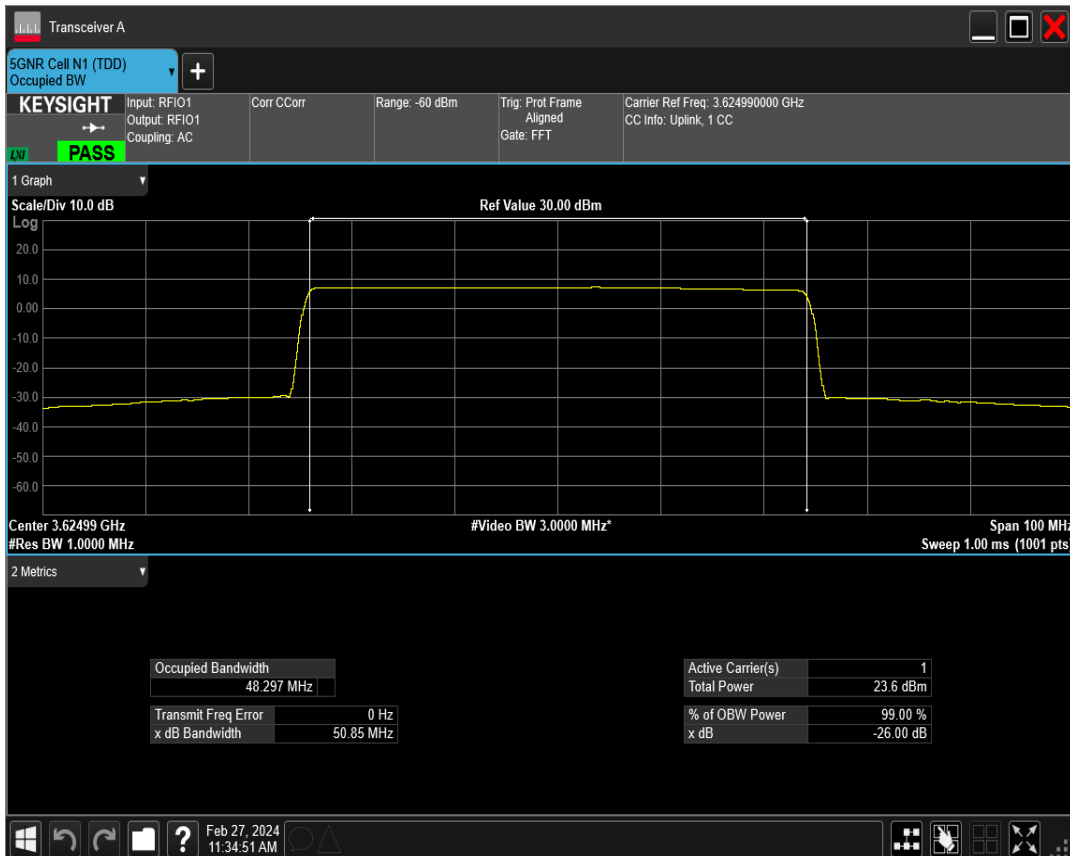 Transceiver A
5GNR Cell N1 (TDD)
Occupied BW
KEYSIGHT
LXI
PASS
Input: RFIO1
Output: RFIO1
Coupling: AC
Corr CCorr
Range: -60 dBm
Trig: Prot Frame
Aligned
Gate: FFT
Carrier Ref Freq: 3.624990000 GHz
CC Info: Uplink, 1 CC
1 Graph
Scale/Div 10.0 dB
Ref Value 30.00 dBm
Log
20.0
10.0
0.00
-10.0
-20.0
-30.0
-40.0
-50.0
-60.0
Center 3.62499 GHz
#Video BW 3.0000 MHz*
Span 100 MHz
#Res BW 1.0000 MHz
Sweep 1.00 ms (1001 pts)
2 Metrics
Occupied Bandwidth
48.297 MHz
Transmit Freq Error 0 Hz
x dB Bandwidth 50.85 MHz
Active Carrier(s) 1
Total Power 23.6 dBm
% of OBW Power 99.00 %
x dB -26.00 dB
?
Feb 27, 2024
11:34:51 AM